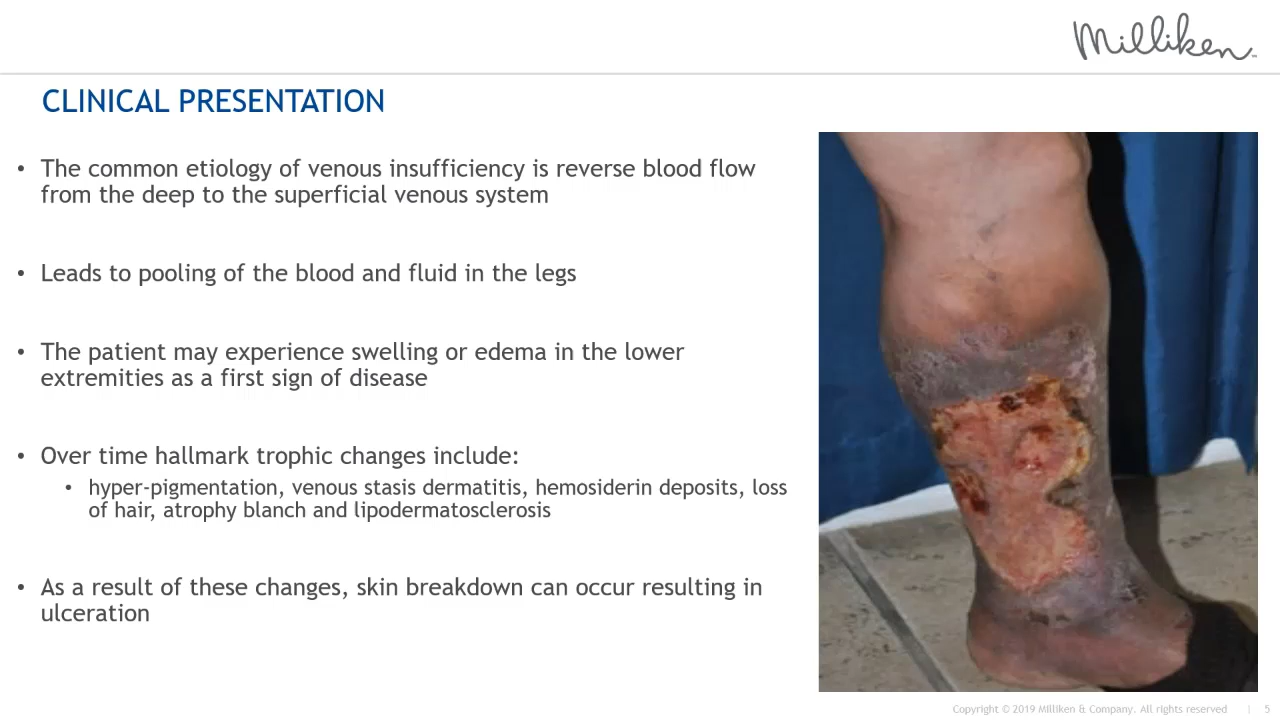 Milliken™
CLINICAL PRESENTATION
• The common etiology of venous insufficiency is reverse blood flow
from the deep to the superficial venous system
• Leads to pooling of the blood and fluid in the legs
• The patient may experience swelling or edema in the lower
extremities as a first sign of disease
• Over time hallmark trophic changes include:
• hyper-pigmentation, venous stasis dermatitis, hemosiderin deposits, loss
of hair, atrophy blanch and lipodermatosclerosis
• As a result of these changes, skin breakdown can occur resulting in
ulceration
Copyright © 2019 Milliken & Company. All rights reserved | 5